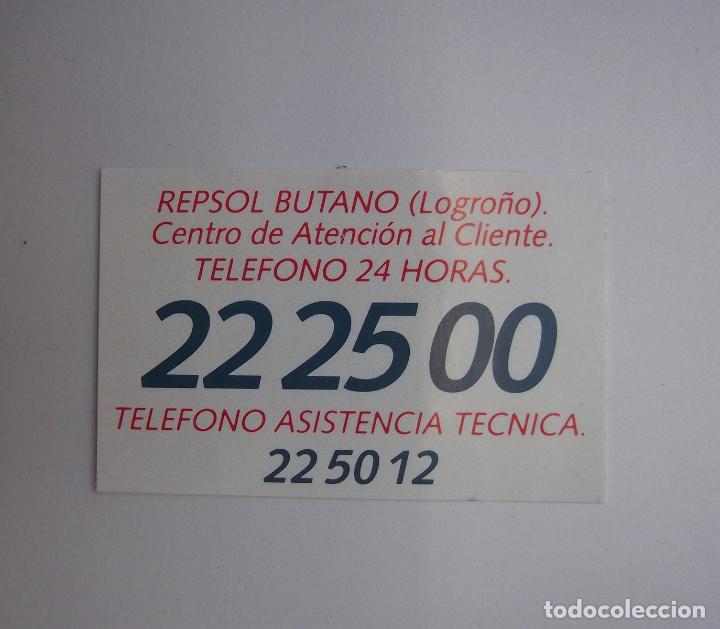 REPSOL BUTANO (Logroño).
Centro de Atención al Cliente.
TELEFONO 24 HORAS.
22 25 00
TELEFONO ASISTENCIA TECNICA.
22 50 12
todocoleccion